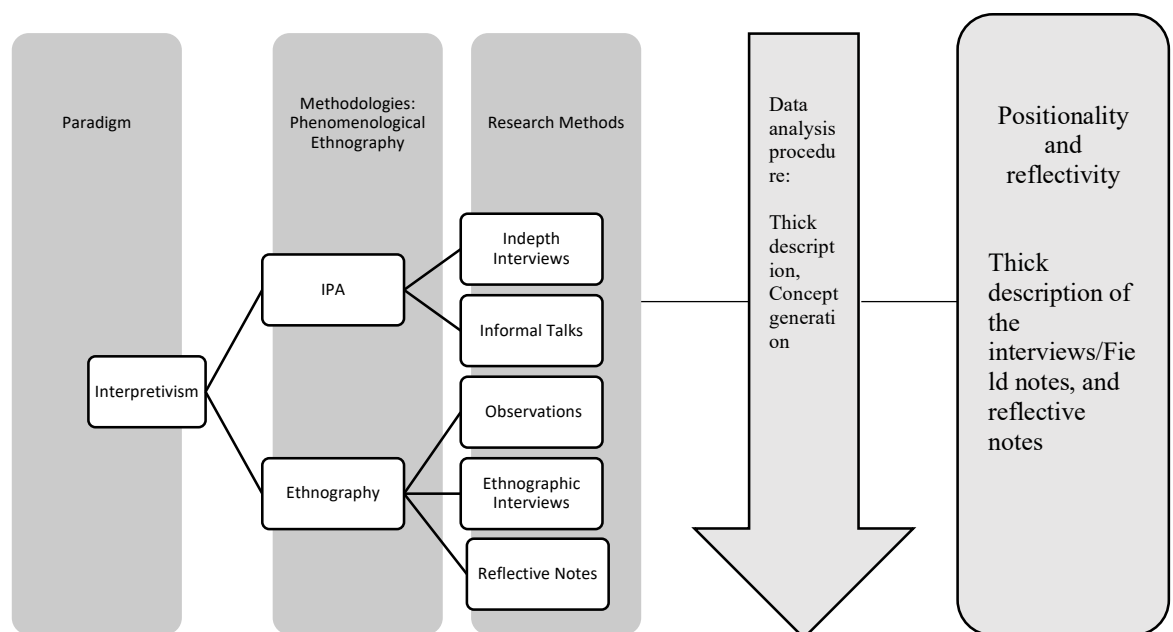 Paradigm
Methodologies:
Phenomenological
Ethnography
Research Methods
Interpretivism
IPA
Ethnography
Indepth
Interviews
Informal Talks
Observations
Ethnographic
Interviews
Reflective Notes
Data
analysis
procedu
re:
Thick
descript
ion,
Concept
generati
on
Positionality
and
reflectivity
Thick
description of
the
interviews/Fie
ld notes, and
reflective
notes